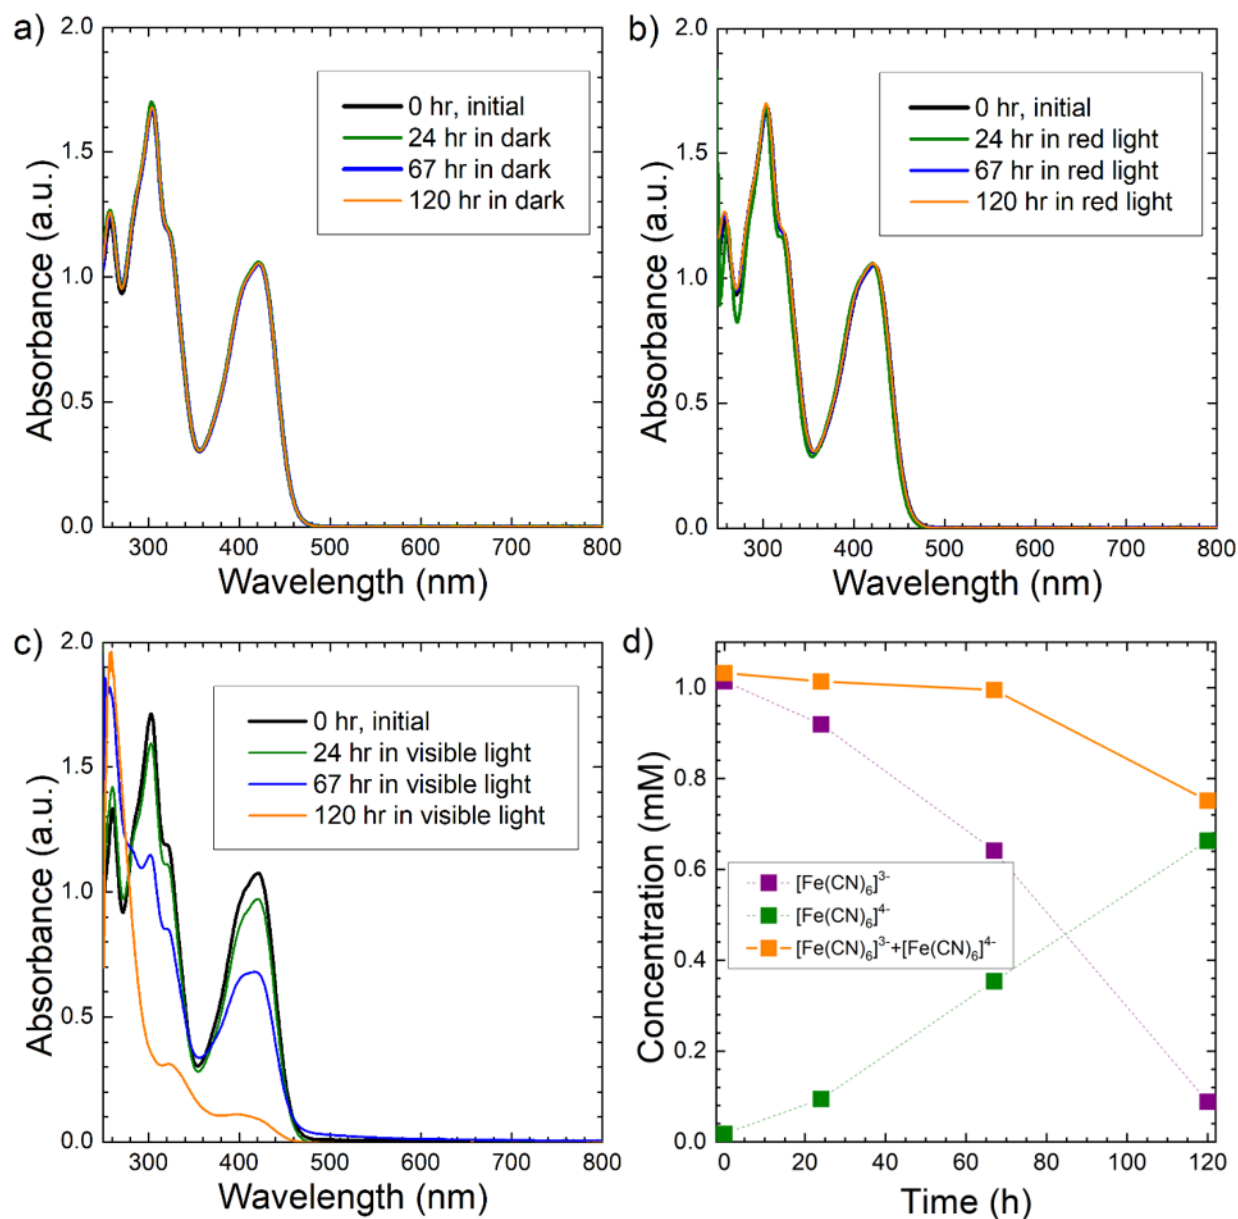 a)
2.0
1.5
1.0
0.5
0.0
Absorbance (a.u.)
0 hr, initial
24 hr in dark
67 hr in dark
120 hr in dark
300 400 500 600 700 800
Wavelength (nm)
b)
2.0
1.5
1.0
0.5
0.0
Absorbance (a.u.)
0 hr, initial
24 hr in red light
67 hr in red light
120 hr in red light
300 400 500 600 700 800
Wavelength (nm)
c)
2.0
1.5
1.0
0.5
0.0
Absorbance (a.u.)
0 hr, initial
24 hr in visible light
67 hr in visible light
120 hr in visible light
300 400 500 600 700 800
Wavelength (nm)
d)
1.0
0.8
0.6
0.4
0.2
0.0
Concentration (mM)
[Fe(CN)₆]³⁻
[Fe(CN)₆]⁴⁻
[Fe(CN)₆]³⁻+[Fe(CN)₆]⁴⁻
0 20 40 60 80 100 120
Time (h)